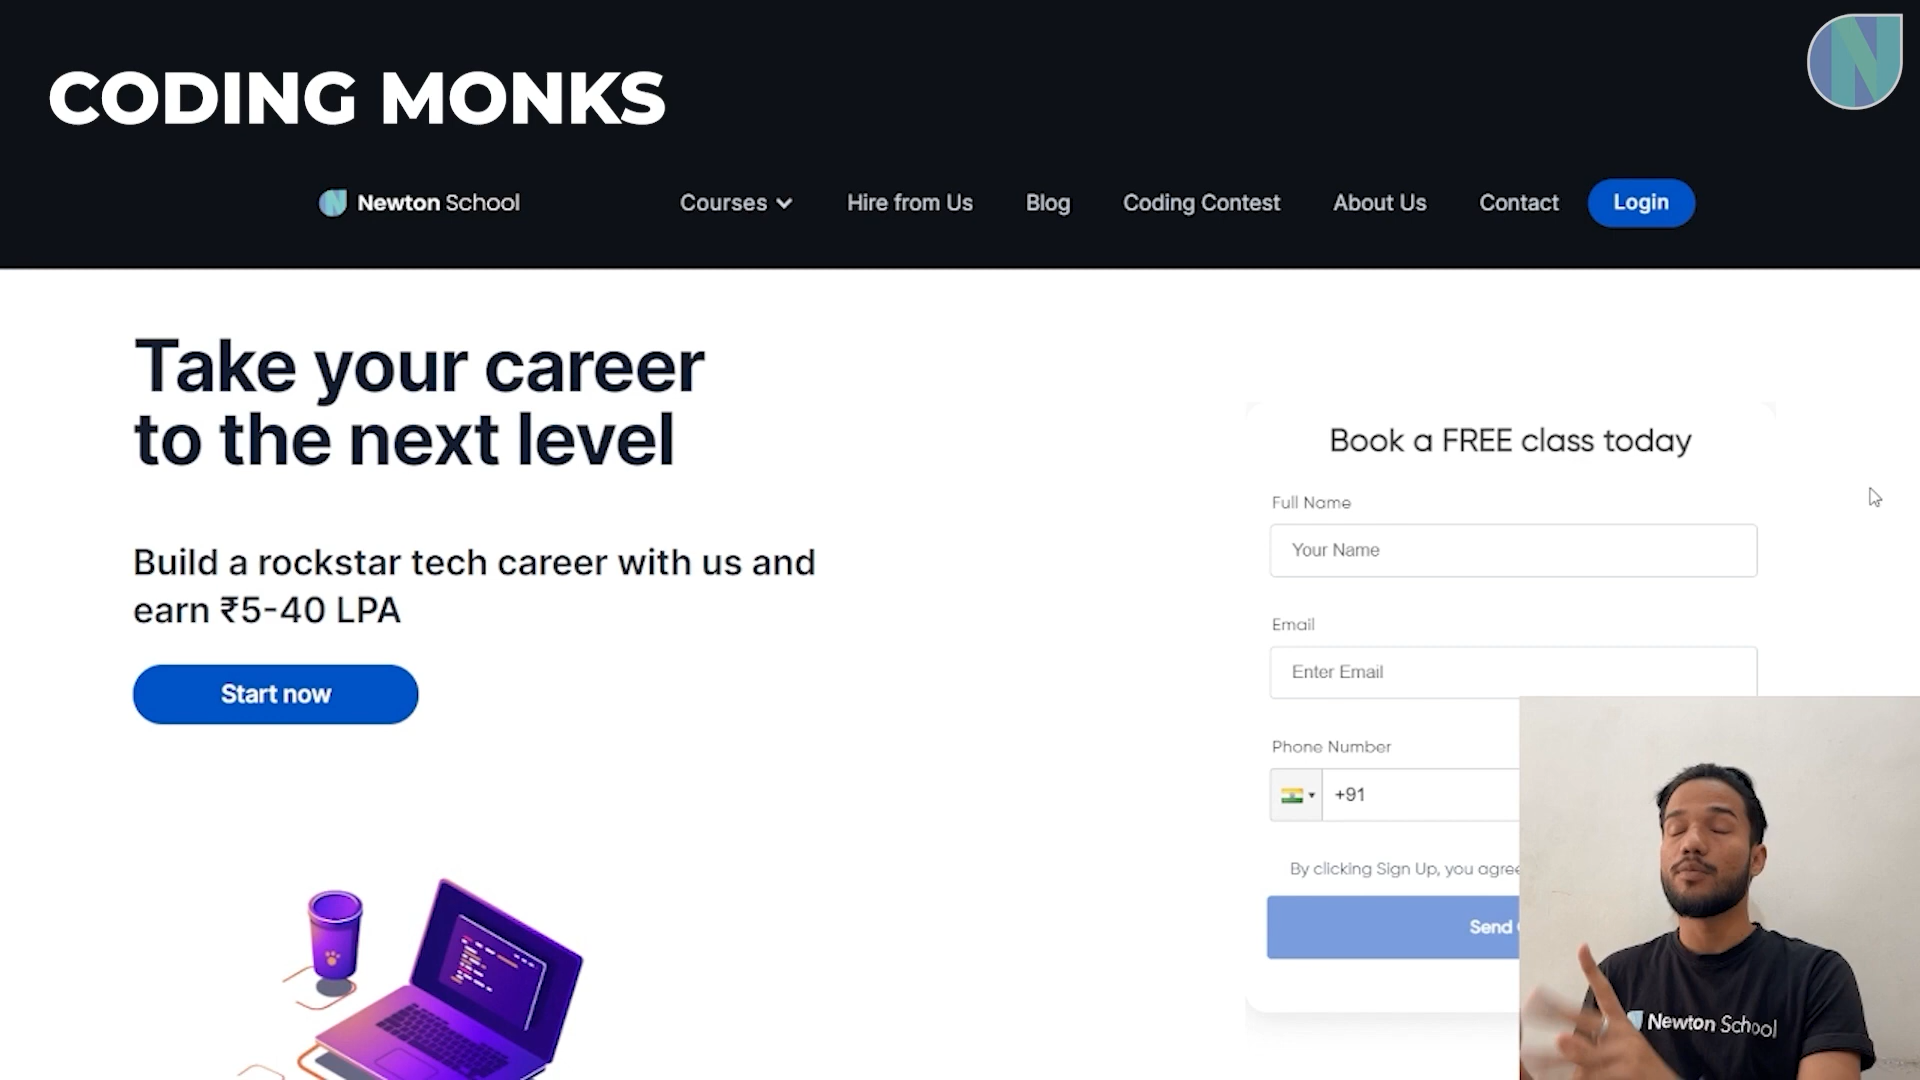 CODING MONKS
Newton School
Courses
Hire from Us
Blog
Coding Contest
About Us
Contact
Login
Take your career
to the next level
Build a rockstar tech career with us and
earn ₹5-40 LPA
Start now
Book a FREE class today
Full Name
Your Name
Email
Enter Email
Phone Number
+91
By clicking Sign Up, you agree
Send
Newton School